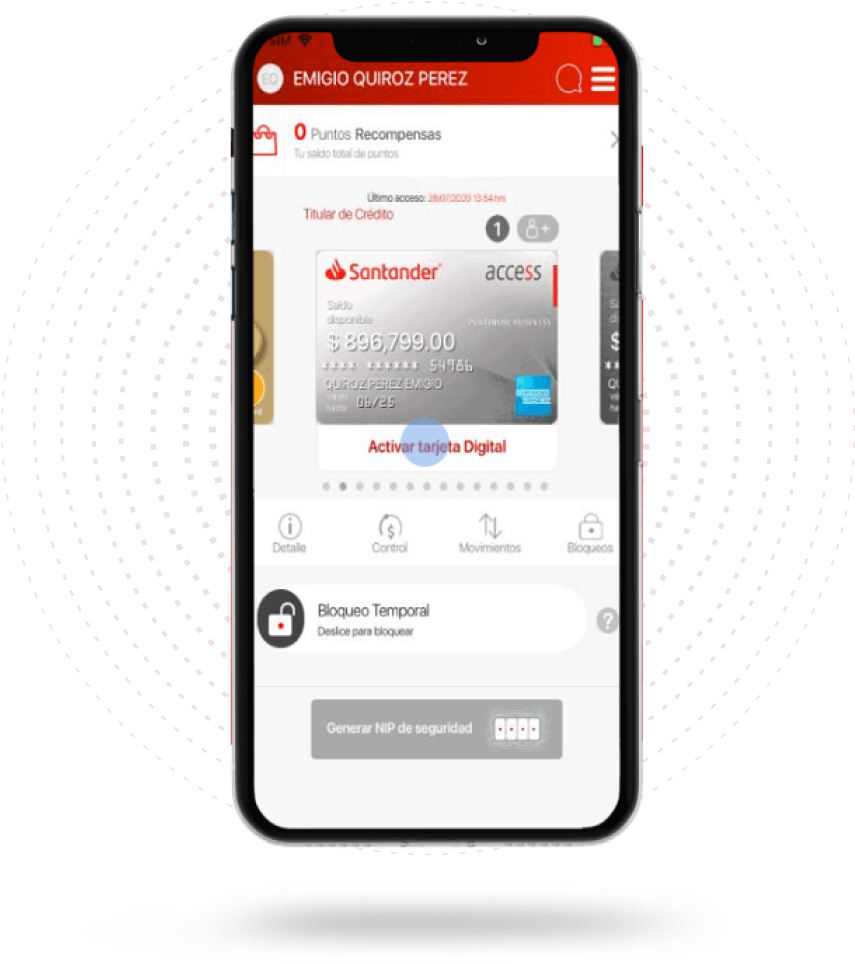 SIM
EQ
EMIGIO QUIROZ PEREZ
0 Puntos Recompensas
Tu saldo total de puntos
Último acceso: 28/07/2020 13:54 hrs
Titular de Crédito
1
Santander access
Saldo
disponible
PLATINUM BUSINESS
$ 896,799.00
**** ****** 54986
QUIROZ PEREZ EMIGIO
hasta 06/25
Activar tarjeta Digital
Detalle Control Movimientos Bloqueos
Bloqueo Temporal
Deslice para bloquear
?
Generar NIP de seguridad